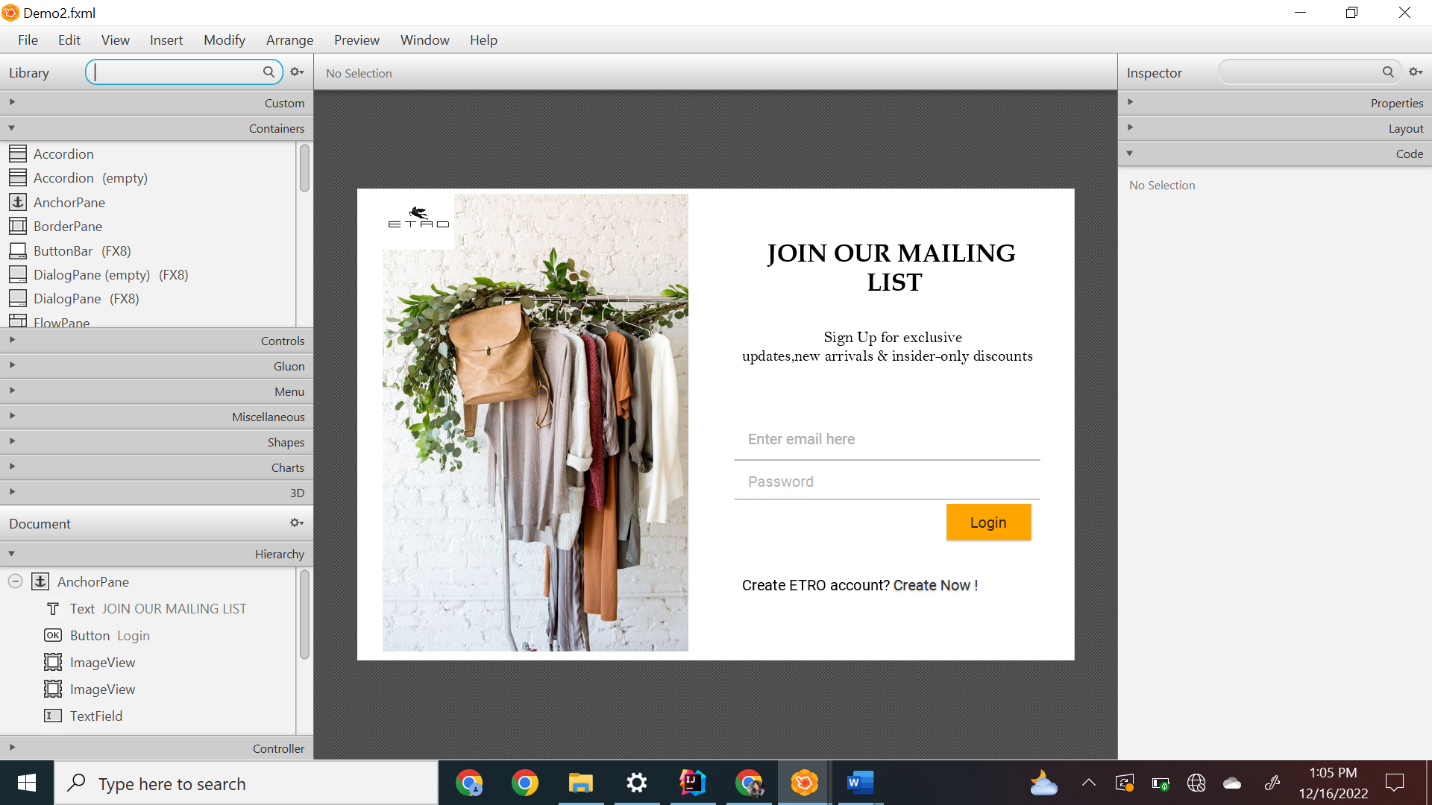 Demo2.fxml
File Edit View Insert Modify Arrange Preview Window Help
Library
Custom
Containers
Accordion
Accordion (empty)
AnchorPane
BorderPane
ButtonBar (FX8)
DialogPane (empty) (FX8)
DialogPane (FX8)
FlowPane
Controls
Gluon
Menu
Miscellaneous
Shapes
Charts
3D
Document
Hierarchy
AnchorPane
T Text JOIN OUR MAILING LIST
OK Button Login
ImageView
ImageView
TextField
Controller
No Selection
ETRO
JOIN OUR MAILING
LIST
Sign Up for exclusive
updates,new arrivals & insider-only discounts
Enter email here
Password
Login
Create ETRO account? Create Now !
Inspector
Properties
Layout
Code
No Selection
Type here to search
1:05 PM
12/16/2022